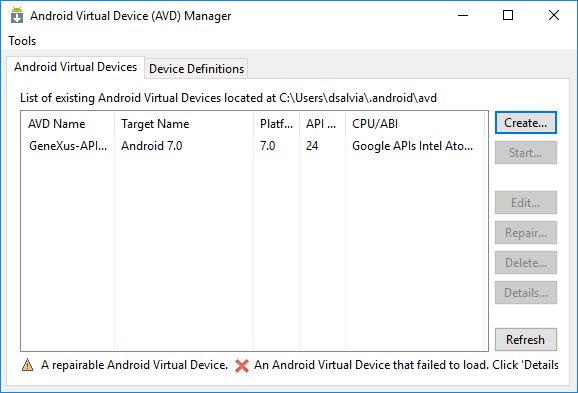 Android Virtual Device (AVD) Manager
Tools
Android Virtual Devices Device Definitions
List of existing Android Virtual Devices located at C:\Users\dsalvia\.android\avd
AVD Name Target Name Platf... API ... CPU/ABI Create...
GeneXus-API... Android 7.0 7.0 24 Google APIs Intel Ato... Start...
Edit...
Repair...
Delete...
Details...
Refresh
A repairable Android Virtual Device. An Android Virtual Device that failed to load. Click 'Details